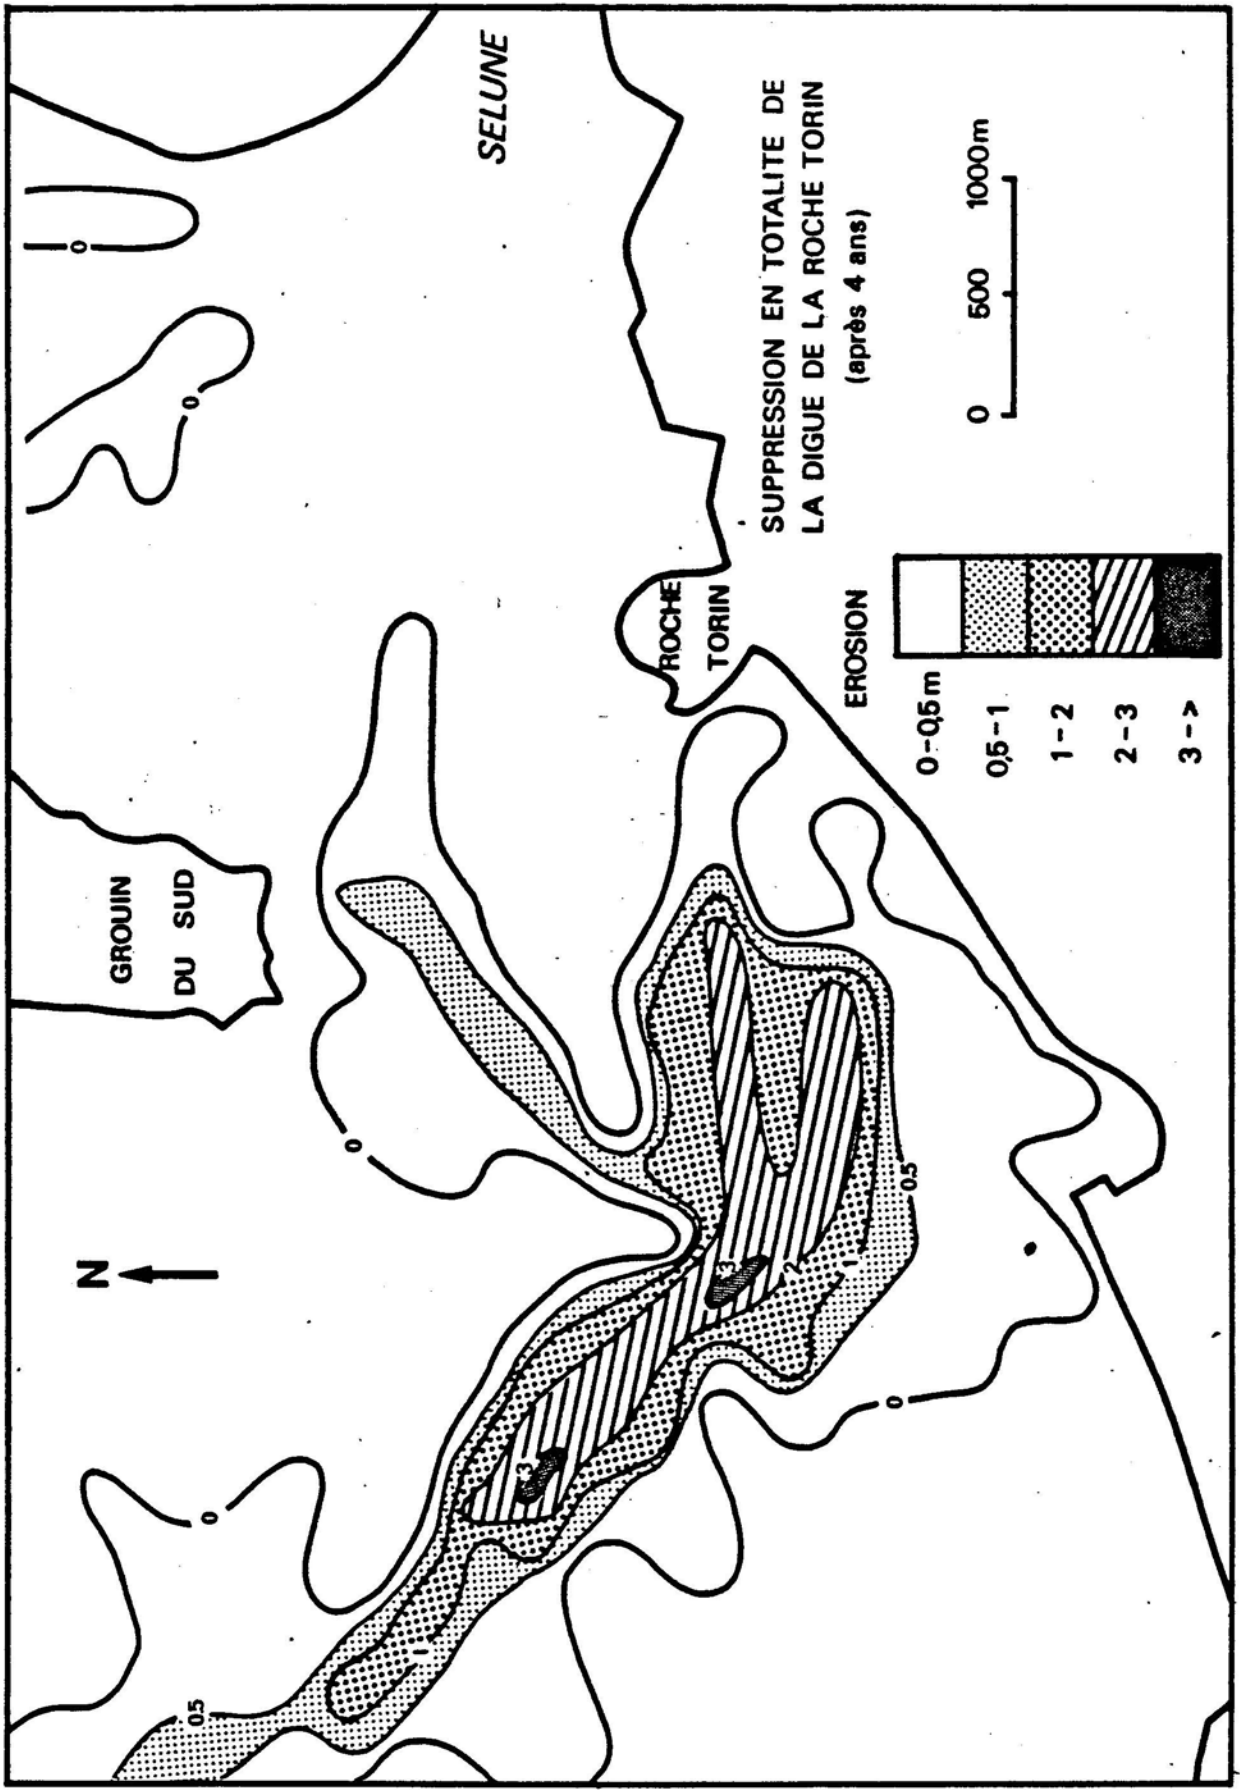 N
GROUIN
DU SUD
SELUNE
ROCHE
TORIN
SUPPRESSION EN TOTALITE DE
LA DIGUE DE LA ROCHE TORIN
(après 4 ans)
0 500 1000m
EROSION
0-0,5m
0,5-1
1-2
2-3
3->
0
0
0
0
0
0.5
0.5
1
1
2
3
3